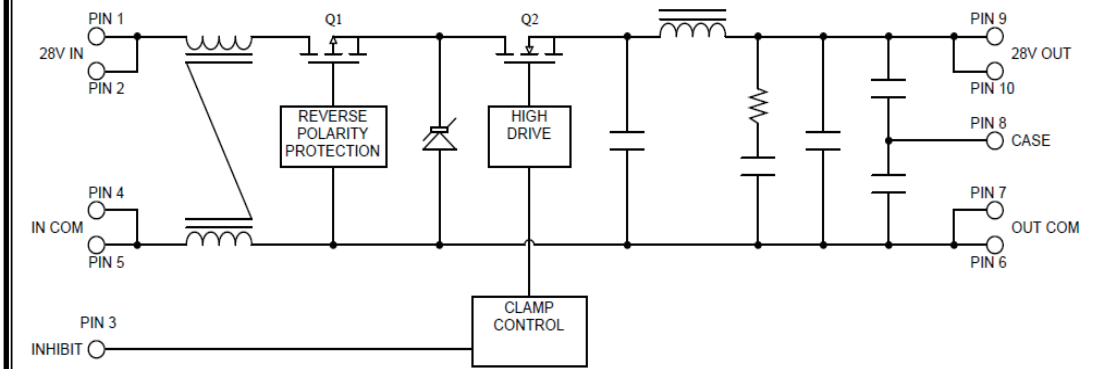 PIN 1
Q1
Q2
PIN 9
28V IN
28V OUT
PIN 2
PIN 10
REVERSE
POLARITY
PROTECTION
HIGH
DRIVE
PIN 8
CASE
PIN 4
PIN 7
IN COM
OUT COM
PIN 5
PIN 6
CLAMP
CONTROL
PIN 3
INHIBIT